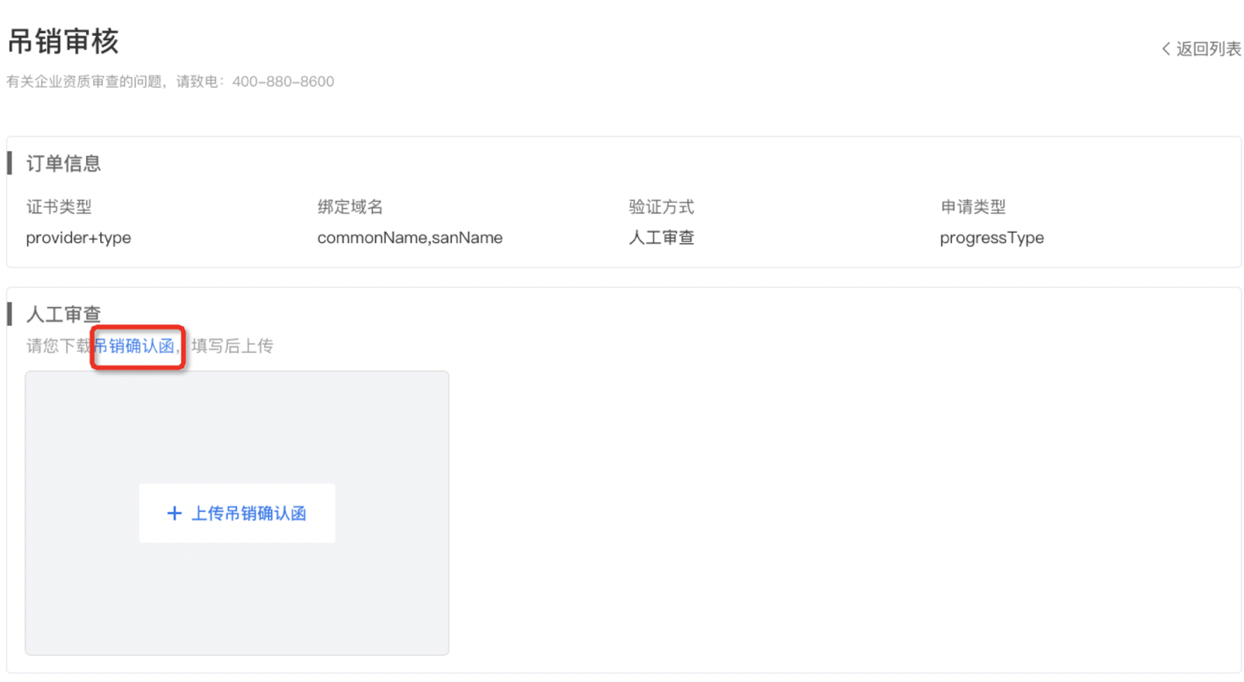 吊销审核
返回列表
有关企业资质审查的问题，请致电：400-880-8600
订单信息
证书类型 绑定域名 验证方式 申请类型
provider+type commonName,sanName 人工审查 progressType
人工审查
请您下载吊销确认函，填写后上传
+ 上传吊销确认函